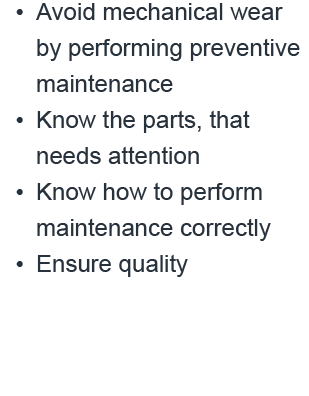 • Avoid mechanical wear
by performing preventive
maintenance
• Know the parts, that
needs attention
• Know how to perform
maintenance correctly
• Ensure quality